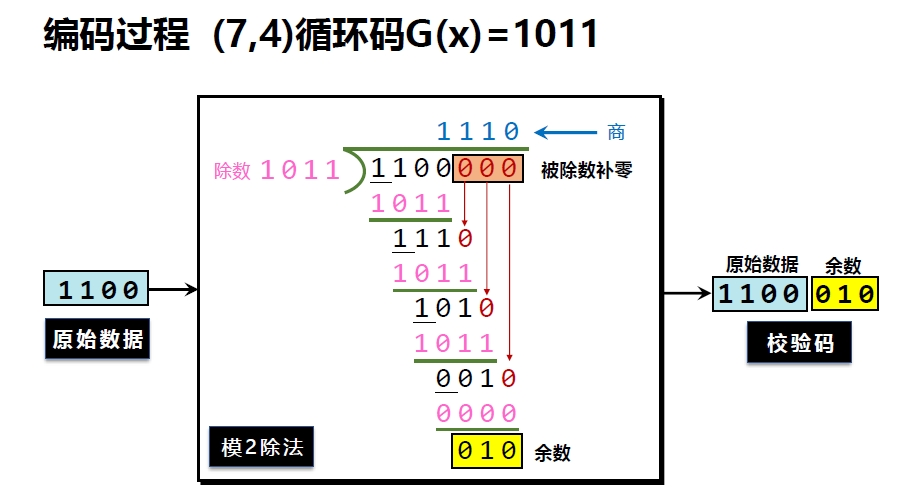 编码过程 (7,4)循环码G(x)=1011
1110 商
除数 1011 1100000 被除数补零
1011
1110
1011
1010
1011
0010
0000
010 余数
模2除法
1100
原始数据
原始数据 余数
1100 010
校验码